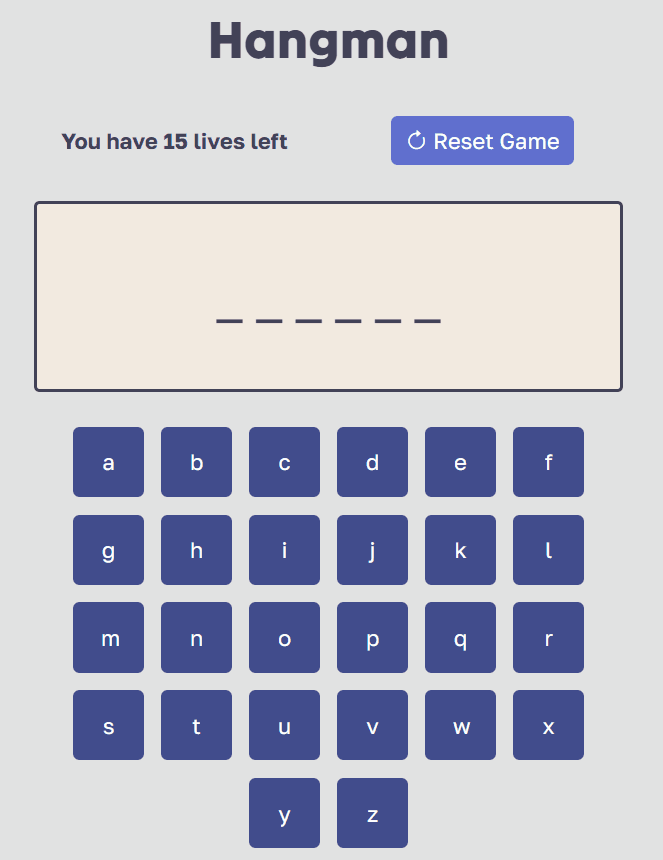 Hangman
You have 15 lives left
Reset Game
_ _ _ _ _ _
a b c d e f
g h i j k l
m n o p q r
s t u v w x
y z